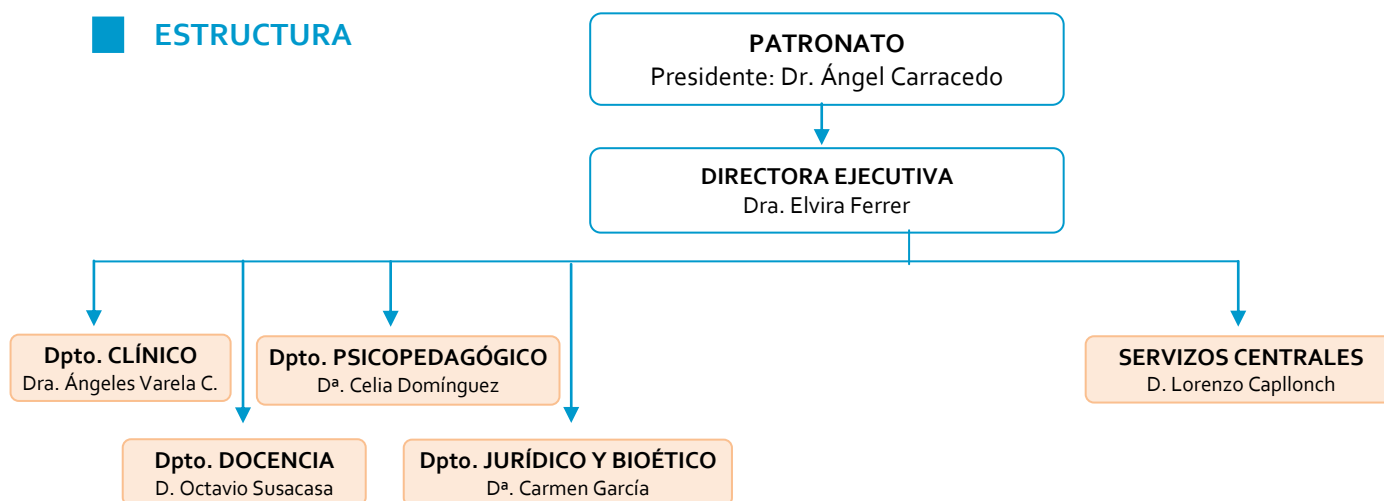 ESTRUCTURA
PATRONATO
Presidente: Dr. Ángel Carracedo
DIRECTORA EJECUTIVA
Dra. Elvira Ferrer
Dpto. CLÍNICO
Dra. Ángeles Varela C.
Dpto. PSICOPEDAGÓGICO
Dª. Celia Domínguez
SERVIZOS CENTRALES
D. Lorenzo Capllonch
Dpto. DOCENCIA
D. Octavio Susacasa
Dpto. JURÍDICO Y BIOÉTICO
Dª. Carmen García